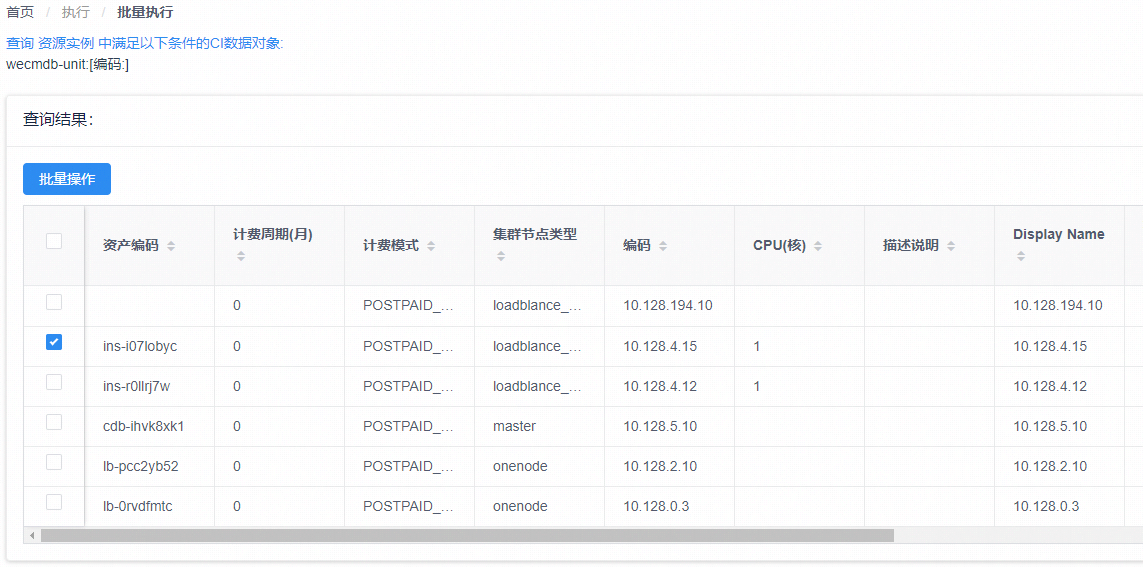 首页 / 执行 / 批量执行
查询 资源实例 中满足以下条件的CI数据对象:
wecmdb-unit:[编码:]
查询结果：
批量操作
资产编码 计费周期(月) 计费模式 集群节点类型 编码 CPU(核) 描述说明 Display Name
0 POSTPAID_... loadblance_... 10.128.194.10 10.128.194.10
ins-i07lobyc 0 POSTPAID_... loadblance_... 10.128.4.15 1 10.128.4.15
ins-r0llrj7w 0 POSTPAID_... loadblance_... 10.128.4.12 1 10.128.4.12
cdb-ihvk8xk1 0 POSTPAID_... master 10.128.5.10 10.128.5.10
lb-pcc2yb52 0 POSTPAID_... onenode 10.128.2.10 10.128.2.10
lb-0rvdfmtc 0 POSTPAID_... onenode 10.128.0.3 10.128.0.3